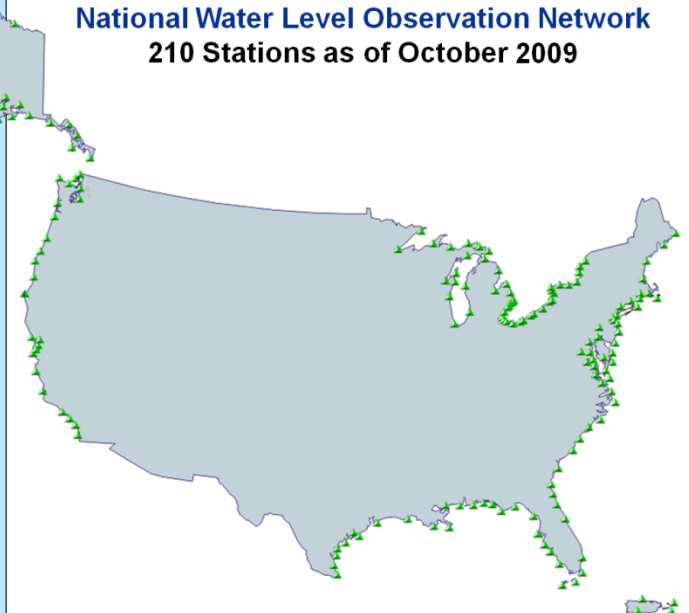 National Water Level Observation Network
210 Stations as of October 2009